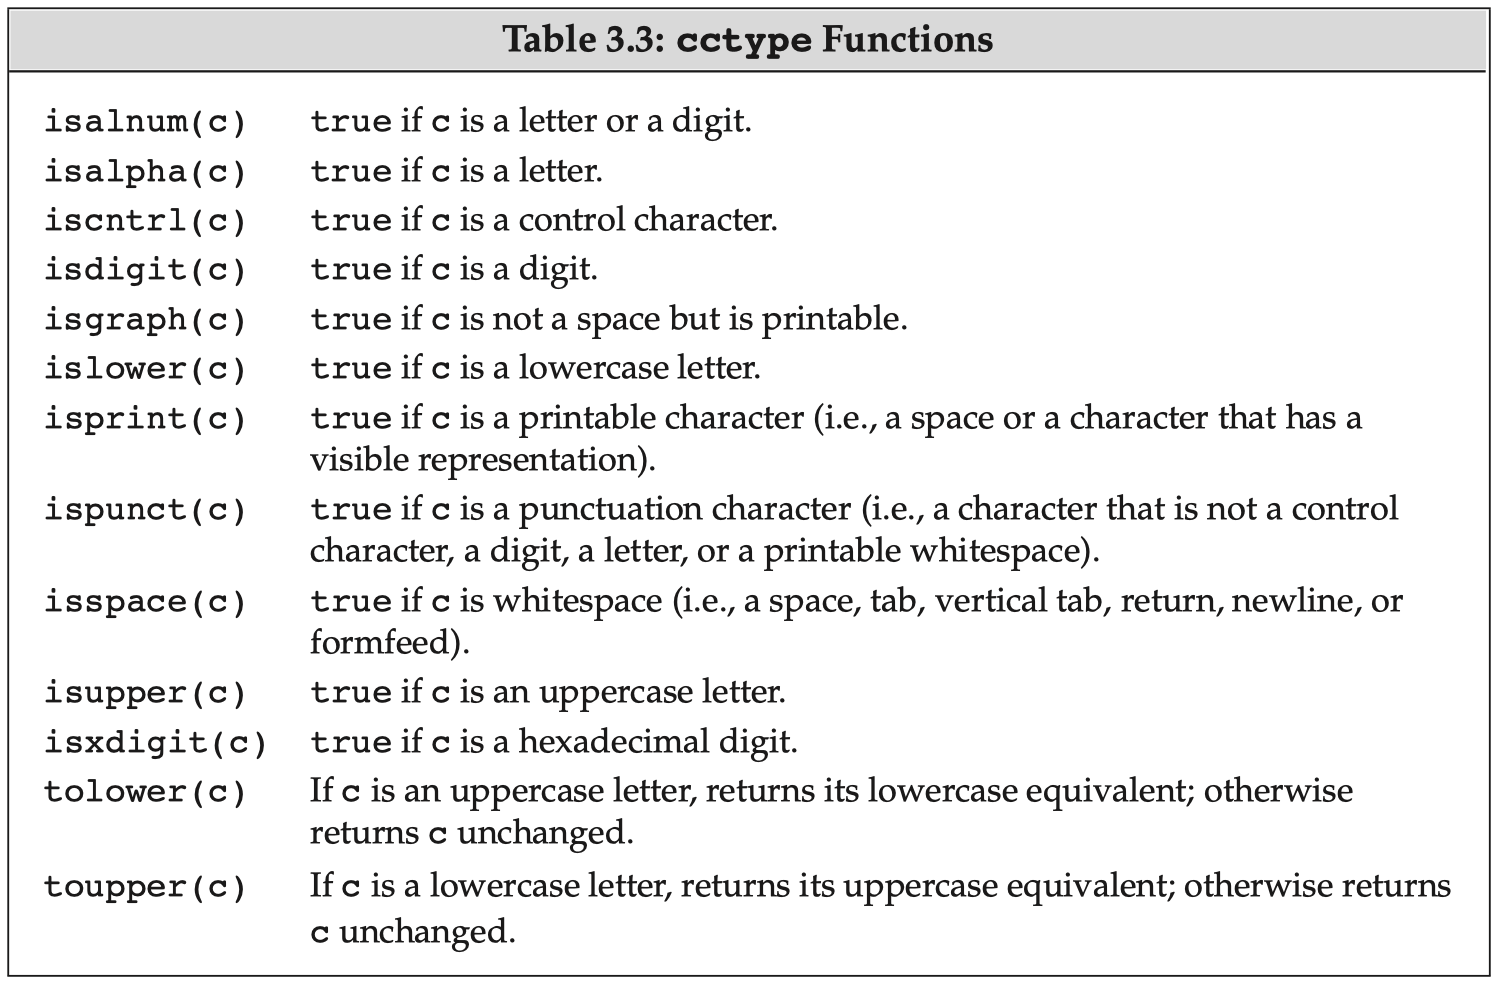 Table 3.3: cctype Functions
isalnum(c) true if c is a letter or a digit.
isalpha(c) true if c is a letter.
iscntrl(c) true if c is a control character.
isdigit(c) true if c is a digit.
isgraph(c) true if c is not a space but is printable.
islower(c) true if c is a lowercase letter.
isprint(c) true if c is a printable character (i.e., a space or a character that has a
visible representation).
ispunct(c) true if c is a punctuation character (i.e., a character that is not a control
character, a digit, a letter, or a printable whitespace).
isspace(c) true if c is whitespace (i.e., a space, tab, vertical tab, return, newline, or
formfeed).
isupper(c) true if c is an uppercase letter.
isxdigit(c) true if c is a hexadecimal digit.
tolower(c) If c is an uppercase letter, returns its lowercase equivalent; otherwise
returns c unchanged.
toupper(c) If c is a lowercase letter, returns its uppercase equivalent; otherwise returns
c unchanged.